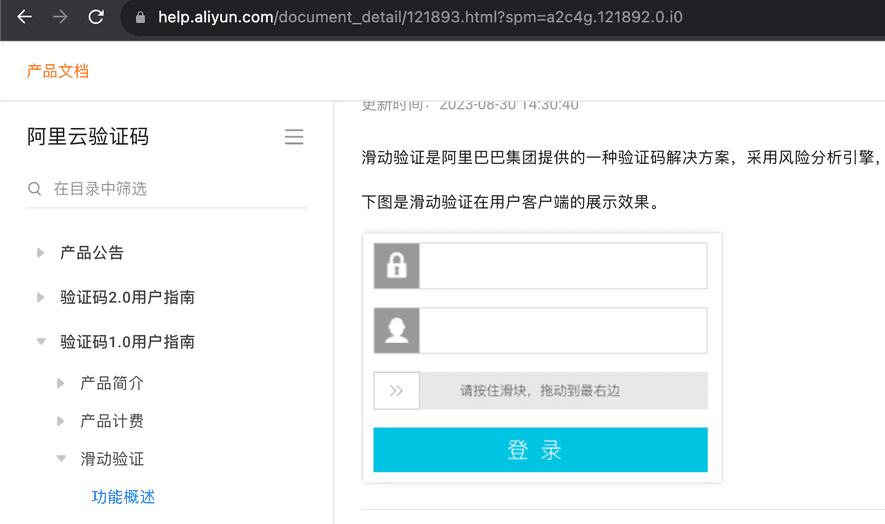 help.aliyun.com/document_detail/121893.html?spm=a2c4g.121892.0.i0
产品文档
阿里云验证码
在目录中筛选
产品公告
验证码2.0用户指南
验证码1.0用户指南
产品简介
产品计费
滑动验证
功能概述
更新时间：2023-08-30 14:30:40
滑动验证是阿里巴巴集团提供的一种验证码解决方案，采用风险分析引擎，
下图是滑动验证在用户客户端的展示效果。
请按住滑块，拖动到最右边
登 录